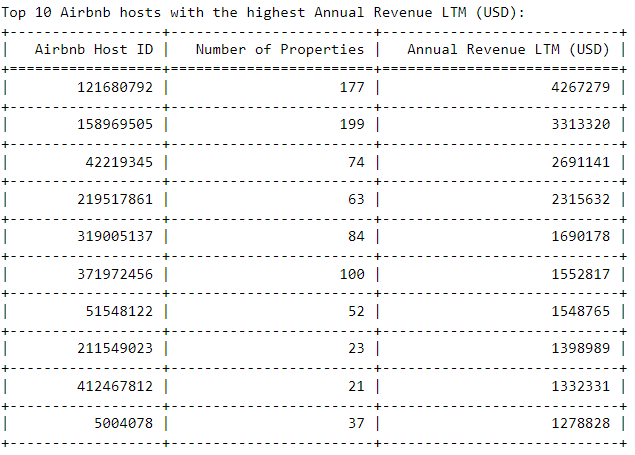 Top 10 Airbnb hosts with the highest Annual Revenue LTM (USD):
+------------------+-------------------------+-----------------------------+
|   Airbnb Host ID |   Number of Properties |   Annual Revenue LTM (USD) |
+==================+=========================+=============================+
|        121680792 |                    177 |                    4267279 |
+------------------+-------------------------+-----------------------------+
|        158969505 |                    199 |                    3313320 |
+------------------+-------------------------+-----------------------------+
|         42219345 |                     74 |                    2691141 |
+------------------+-------------------------+-----------------------------+
|        219517861 |                     63 |                    2315632 |
+------------------+-------------------------+-----------------------------+
|        319005137 |                     84 |                    1690178 |
+------------------+-------------------------+-----------------------------+
|        371972456 |                    100 |                    1552817 |
+------------------+-------------------------+-----------------------------+
|         51548122 |                     52 |                    1548765 |
+------------------+-------------------------+-----------------------------+
|        211549023 |                     23 |                    1398989 |
+------------------+-------------------------+-----------------------------+
|        412467812 |                     21 |                    1332331 |
+------------------+-------------------------+-----------------------------+
|          5004078 |                     37 |                    1278828 |
+------------------+-------------------------+-----------------------------+